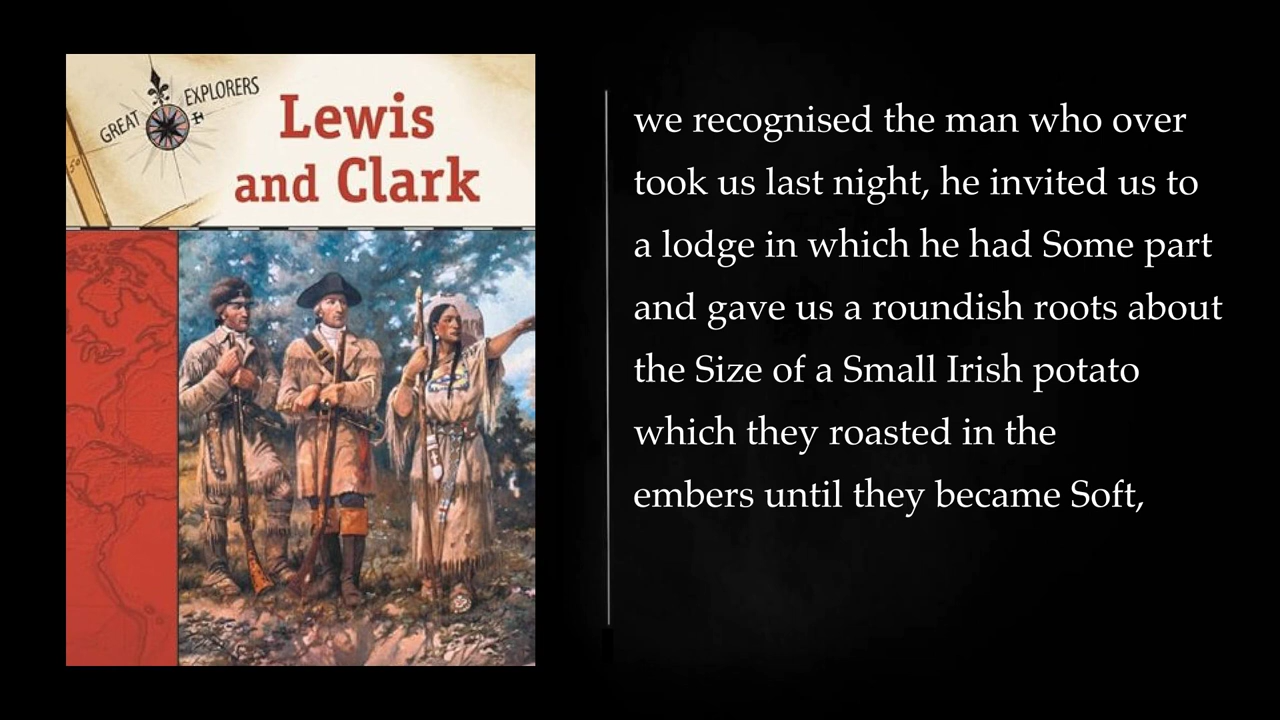 GREAT EXPLORERS
Lewis
and Clark
50
we recognised the man who over
took us last night, he invited us to
a lodge in which he had Some part
and gave us a roundish roots about
the Size of a Small Irish potato
which they roasted in the
embers until they became Soft,